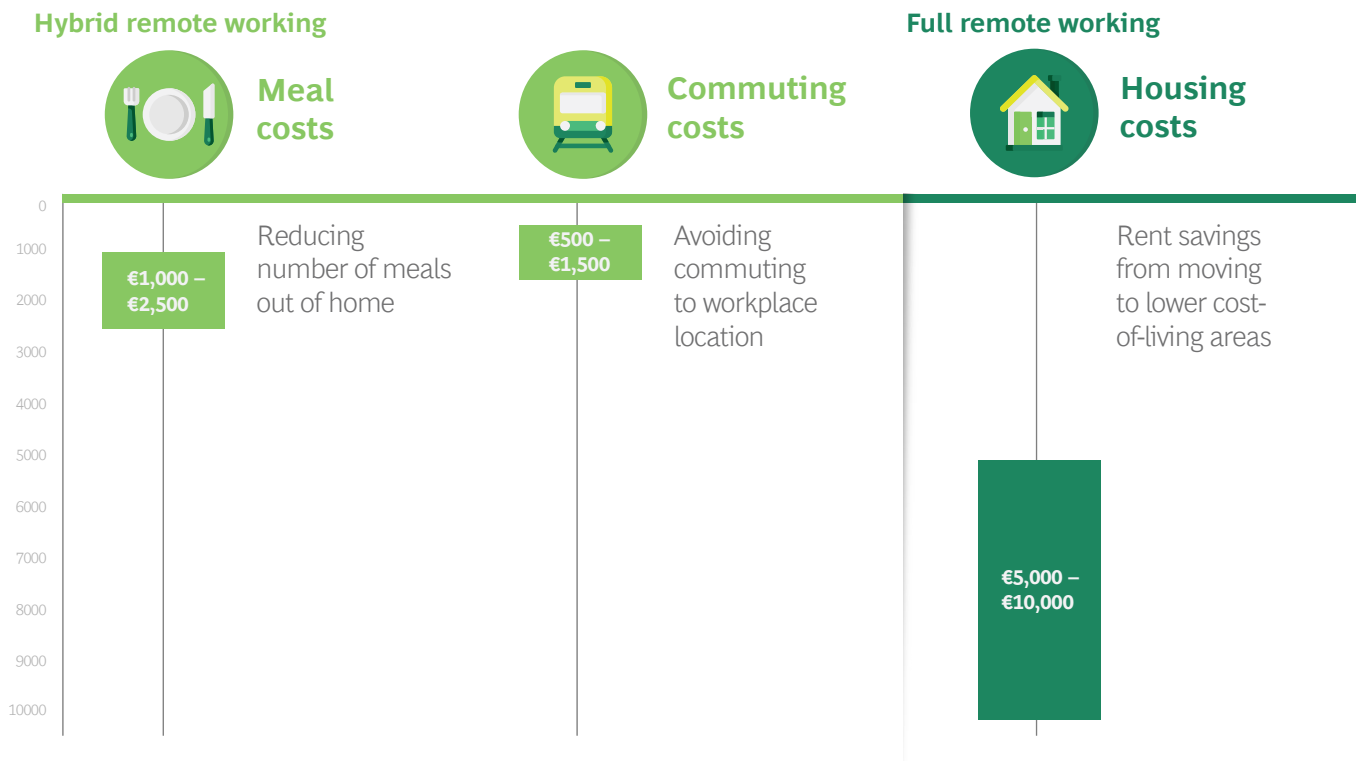 Hybrid remote working
Full remote working
Meal
costs
Commuting
costs
Housing
costs
0
1000
2000
3000
4000
5000
6000
7000
8000
9000
10000
€1,000 –
€2,500
Reducing
number of meals
out of home
€500 –
€1,500
Avoiding
commuting
to workplace
location
€5,000 –
€10,000
Rent savings
from moving
to lower cost-
of-living areas